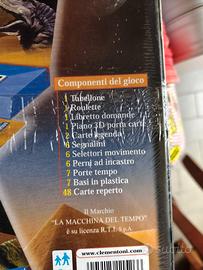 Componenti del gioco
1 Tabellone
1 Roulette
1 Libretto domande
1 Piano 3D porta carte
2 Carte legenda
6 Segnalini
6 Selettori movimento
6 Perni ad incastro
7 Porte tempo
7 Basi in plastica
48 Carte reperto
Il Marchio
"LA MACCHINA DEL TEMPO"
è su licenza R.T.I. S.p.A.
www.clementoni.com
subito